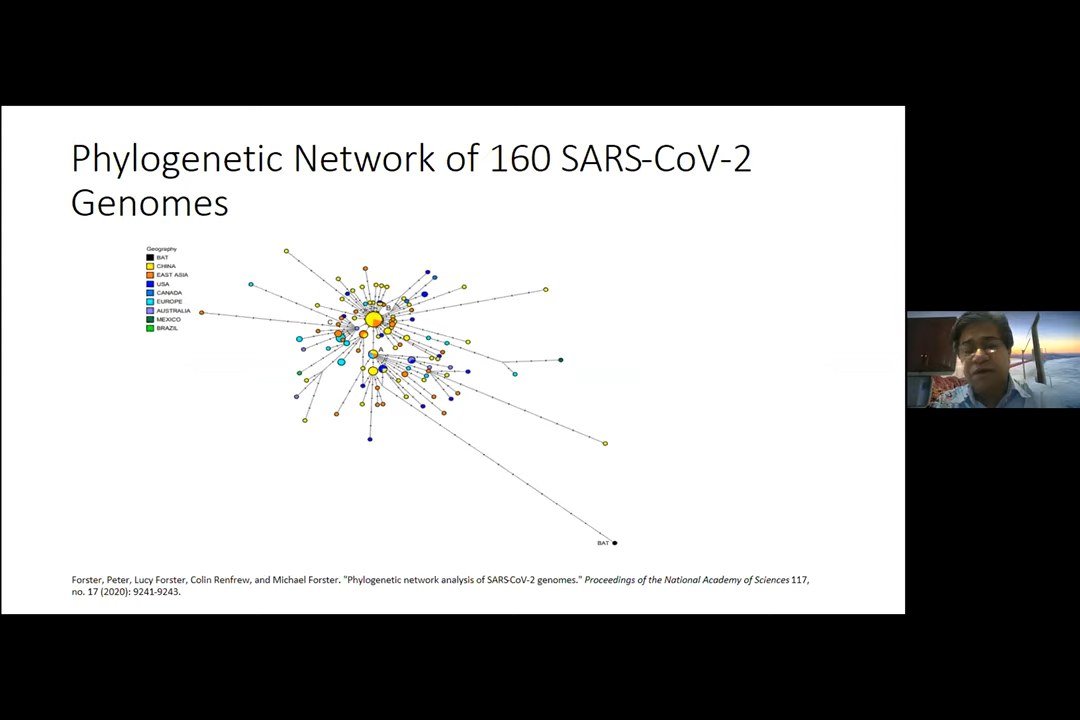 Phylogenetic Network of 160 SARS-CoV-2
Genomes
Geography
BAT
CHINA
EAST ASIA
USA
CANADA
EUROPE
AUSTRALIA
MEXICO
BRAZIL
B
C
A
BAT
Forster, Peter, Lucy Forster, Colin Renfrew, and Michael Forster. "Phylogenetic network analysis of SARS-CoV-2 genomes." Proceedings of the National Academy of Sciences 117,
no. 17 (2020): 9241-9243.